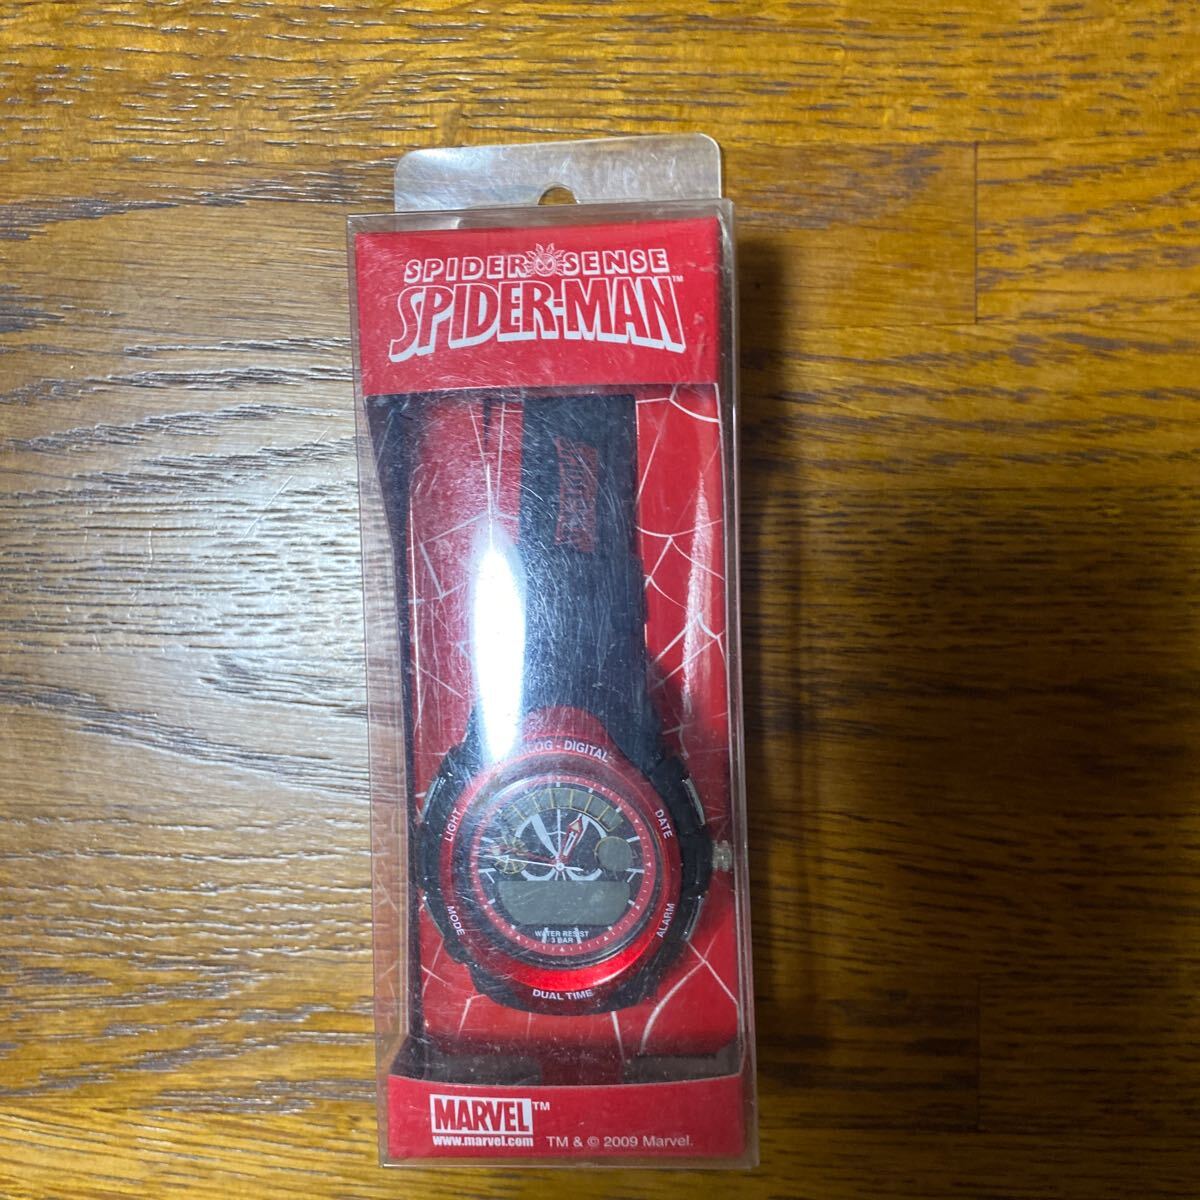 SPIDER SENSE
SPIDER-MAN™
DIGITAL
LIGHT
DATE
MODE
ALARM
WATER RESIST
3 BAR
DUAL TIME
MARVEL™
www.marvel.com
TM & © 2009 Marvel.